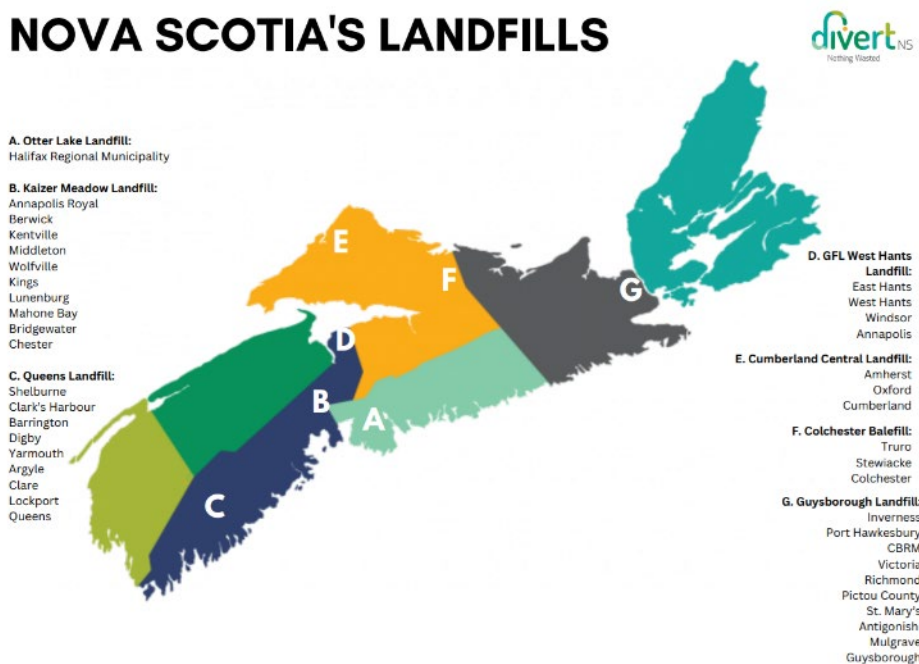 NOVA SCOTIA'S LANDFILLS
divert NS
Nothing Wasted
A. Otter Lake Landfill:
Halifax Regional Municipality
B. Kaizer Meadow Landfill:
Annapolis Royal
Berwick
Kentville
Middleton
Wolfville
Kings
Lunenburg
Mahone Bay
Bridgewater
Chester
C. Queens Landfill:
Shelburne
Clark's Harbour
Barrington
Digby
Yarmouth
Argyle
Clare
Lockport
Queens
E
F
G
D
B
A
C
D. GFL West Hants
Landfill:
East Hants
West Hants
Windsor
Annapolis
E. Cumberland Central Landfill:
Amherst
Oxford
Cumberland
F. Colchester Balefill:
Truro
Stewiacke
Colchester
G. Guysborough Landfill:
Inverness
Port Hawkesbury
CBRM
Victoria
Richmond
Pictou County
St. Mary's
Antigonish
Mulgrave
Guysborough